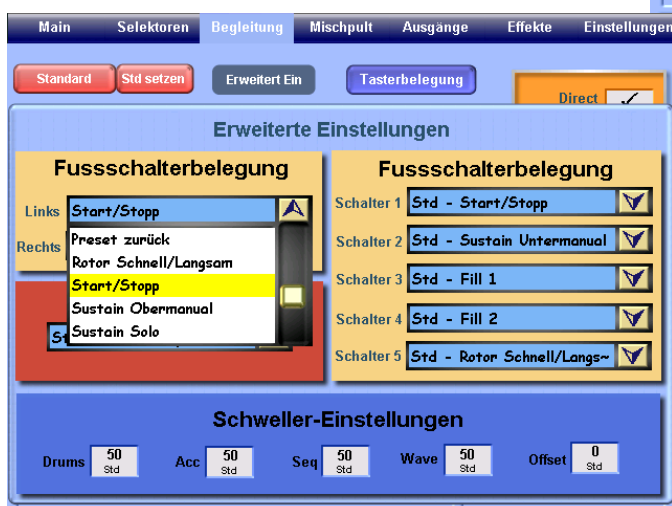 Main Selektoren Begleitung Mischpult Ausgänge Effekte Einstellungen
Standard Std setzen Erweitert Ein Tasterbelegung
Direct
Erweiterte Einstellungen
Fussschalterbelegung
Links Start/Stopp
Rechts
Preset zurück
Rotor Schnell/Langsam
Start/Stopp
Sustain Obermanual
Sustain Solo
Fussschalterbelegung
Schalter 1 Std - Start/Stopp
Schalter 2 Std - Sustain Untermanual
Schalter 3 Std - Fill 1
Schalter 4 Std - Fill 2
Schalter 5 Std - Rotor Schnell/Langs~
Schweller-Einstellungen
Drums 50 Std Acc 50 Std Seq 50 Std Wave 50 Std Offset 0 Std